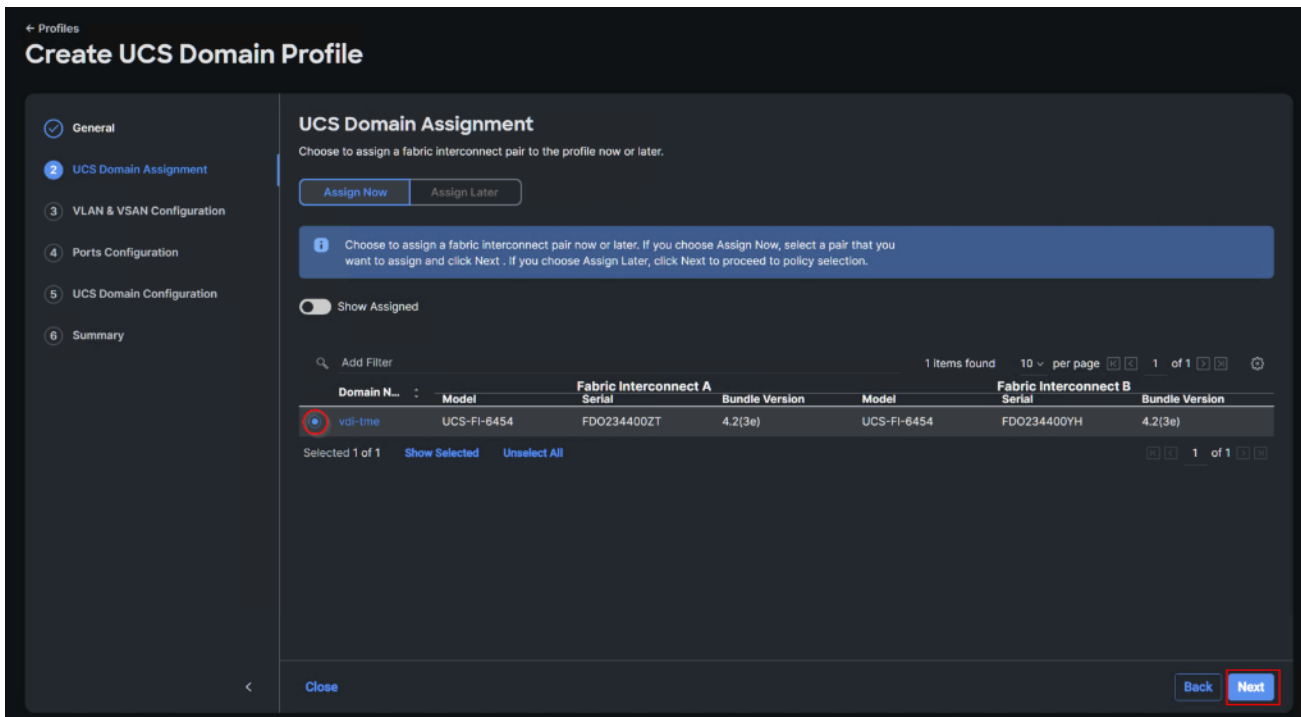 ← Profiles
Create UCS Domain Profile
General
2 UCS Domain Assignment
3 VLAN & VSAN Configuration
4 Ports Configuration
5 UCS Domain Configuration
6 Summary
UCS Domain Assignment
Choose to assign a fabric interconnect pair to the profile now or later.
Assign Now Assign Later
Choose to assign a fabric interconnect pair now or later. If you choose Assign Now, select a pair that you
want to assign and click Next . If you choose Assign Later, click Next to proceed to policy selection.
Show Assigned
Add Filter 1 items found 10 per page 1 of 1
Fabric Interconnect A Fabric Interconnect B
Domain N... Model Serial Bundle Version Model Serial Bundle Version
vdi-tme UCS-FI-6454 FDO234400ZT 4.2(3e) UCS-FI-6454 FDO234400YH 4.2(3e)
Selected 1 of 1 Show Selected Unselect All 1 of 1
Close Back Next